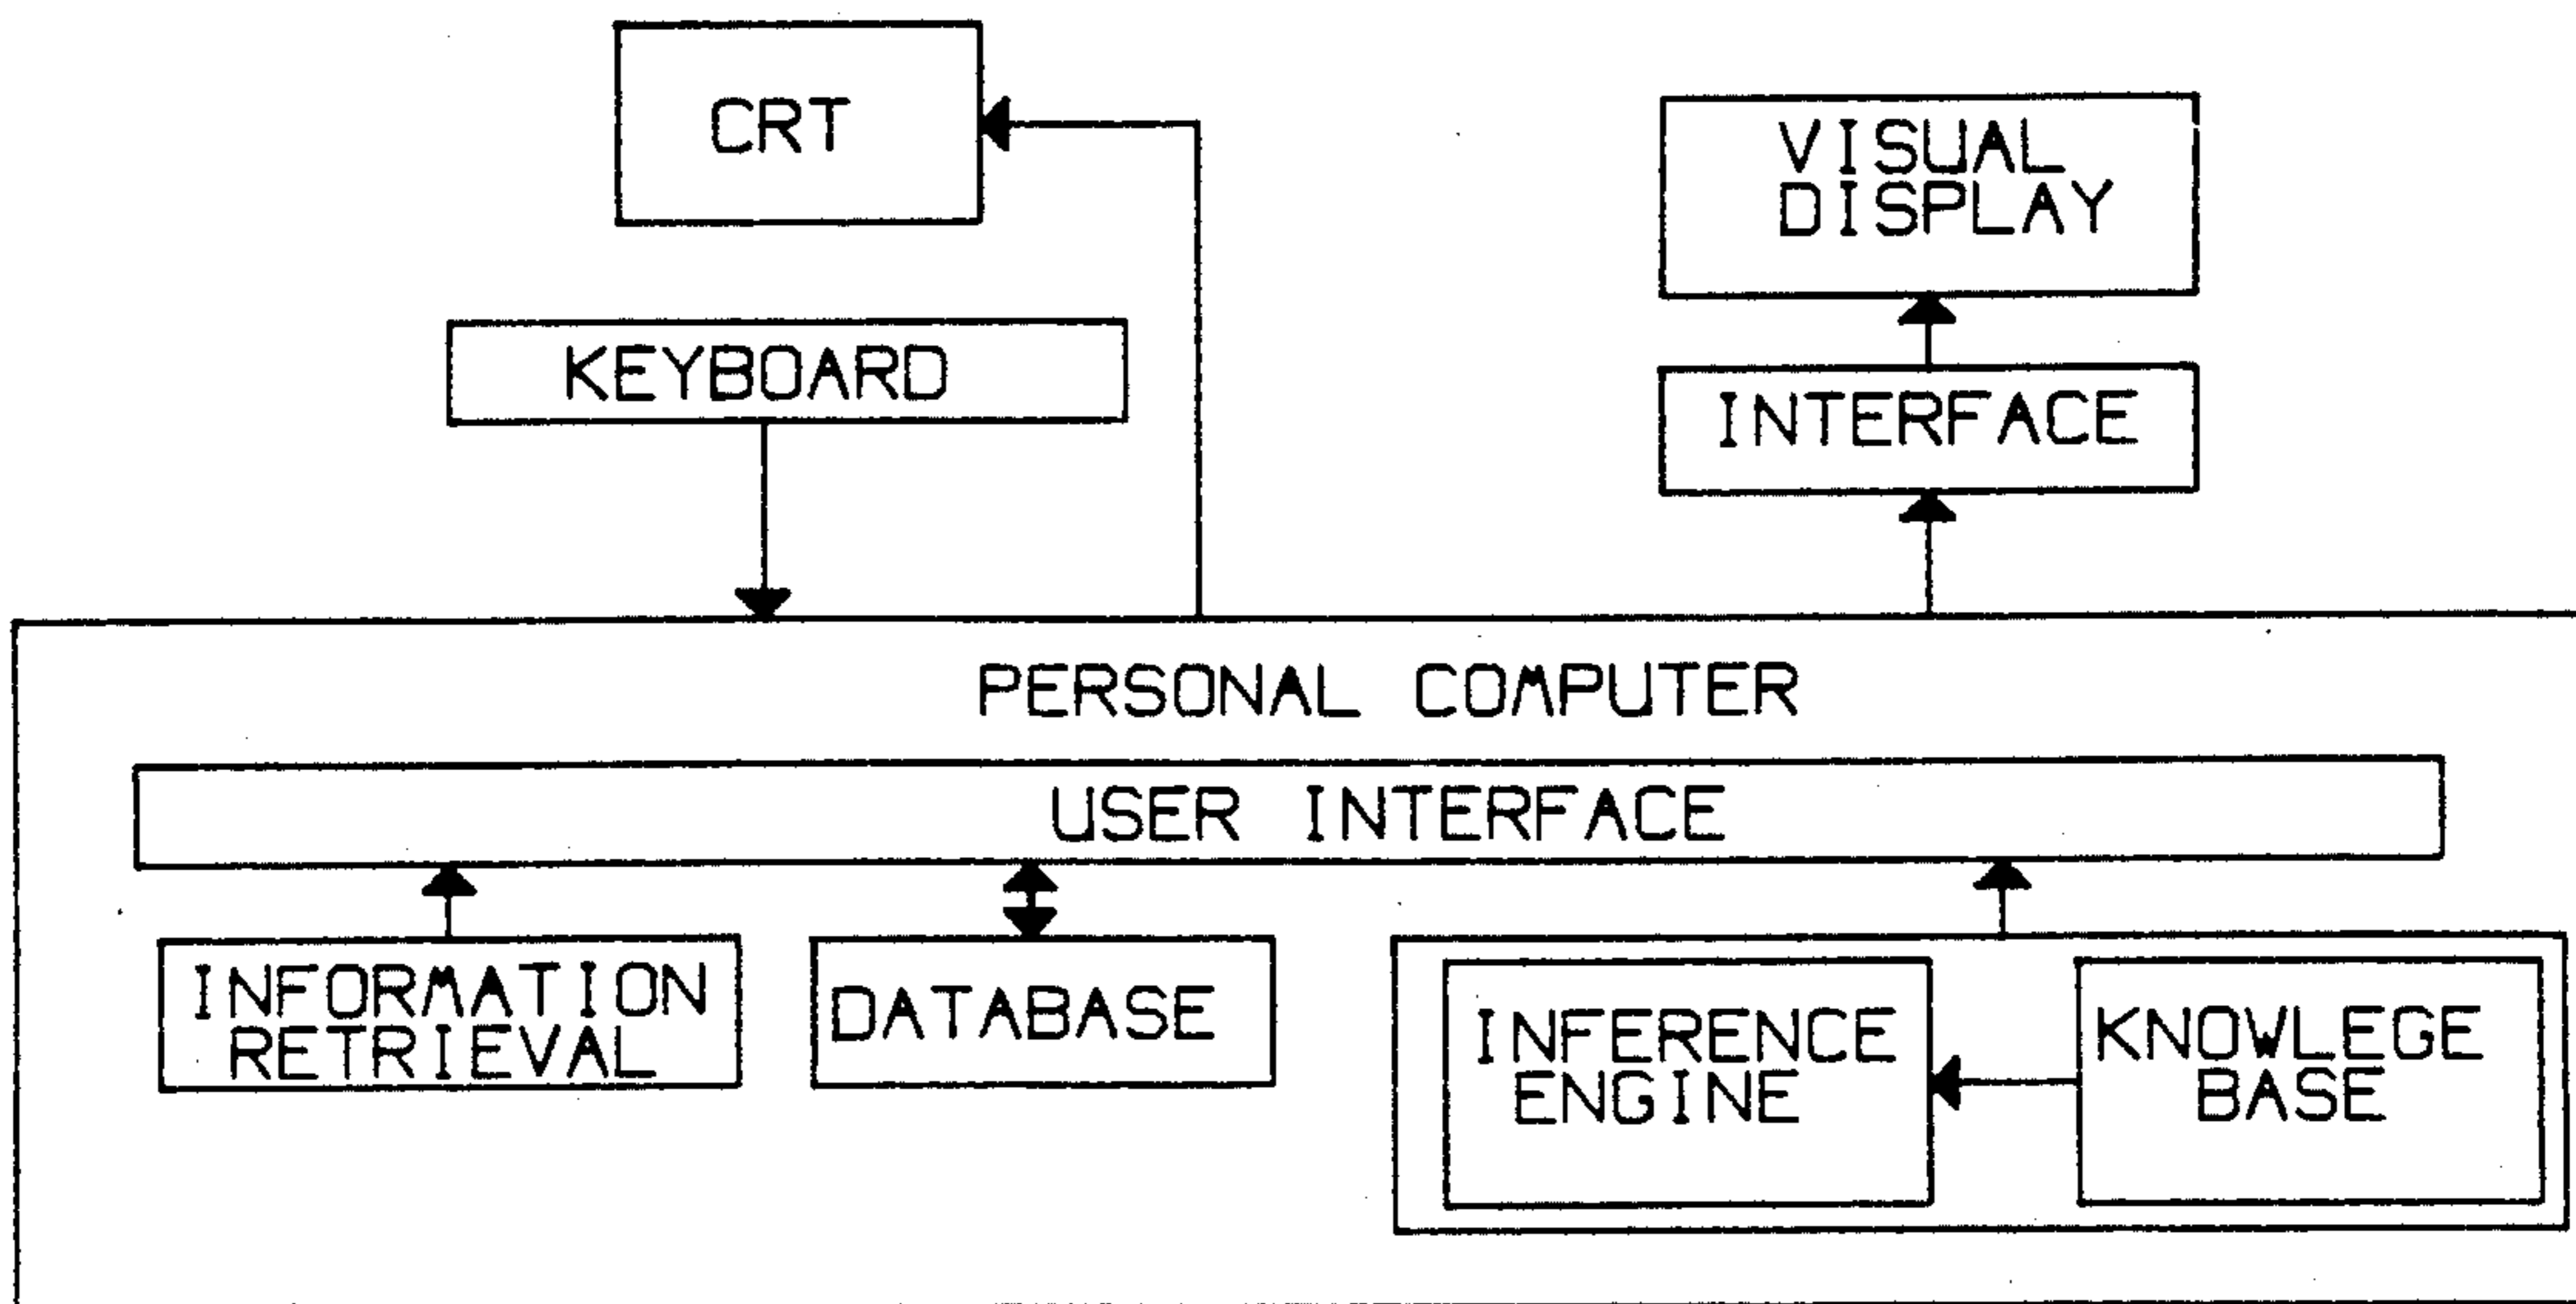 CRT
VISUAL
DISPLAY
KEYBOARD
INTERFACE
PERSONAL COMPUTER
USER INTERFACE
INFORMATION
RETRIEVAL
DATABASE
INFERENCE
ENGINE
KNOWLEGE
BASE